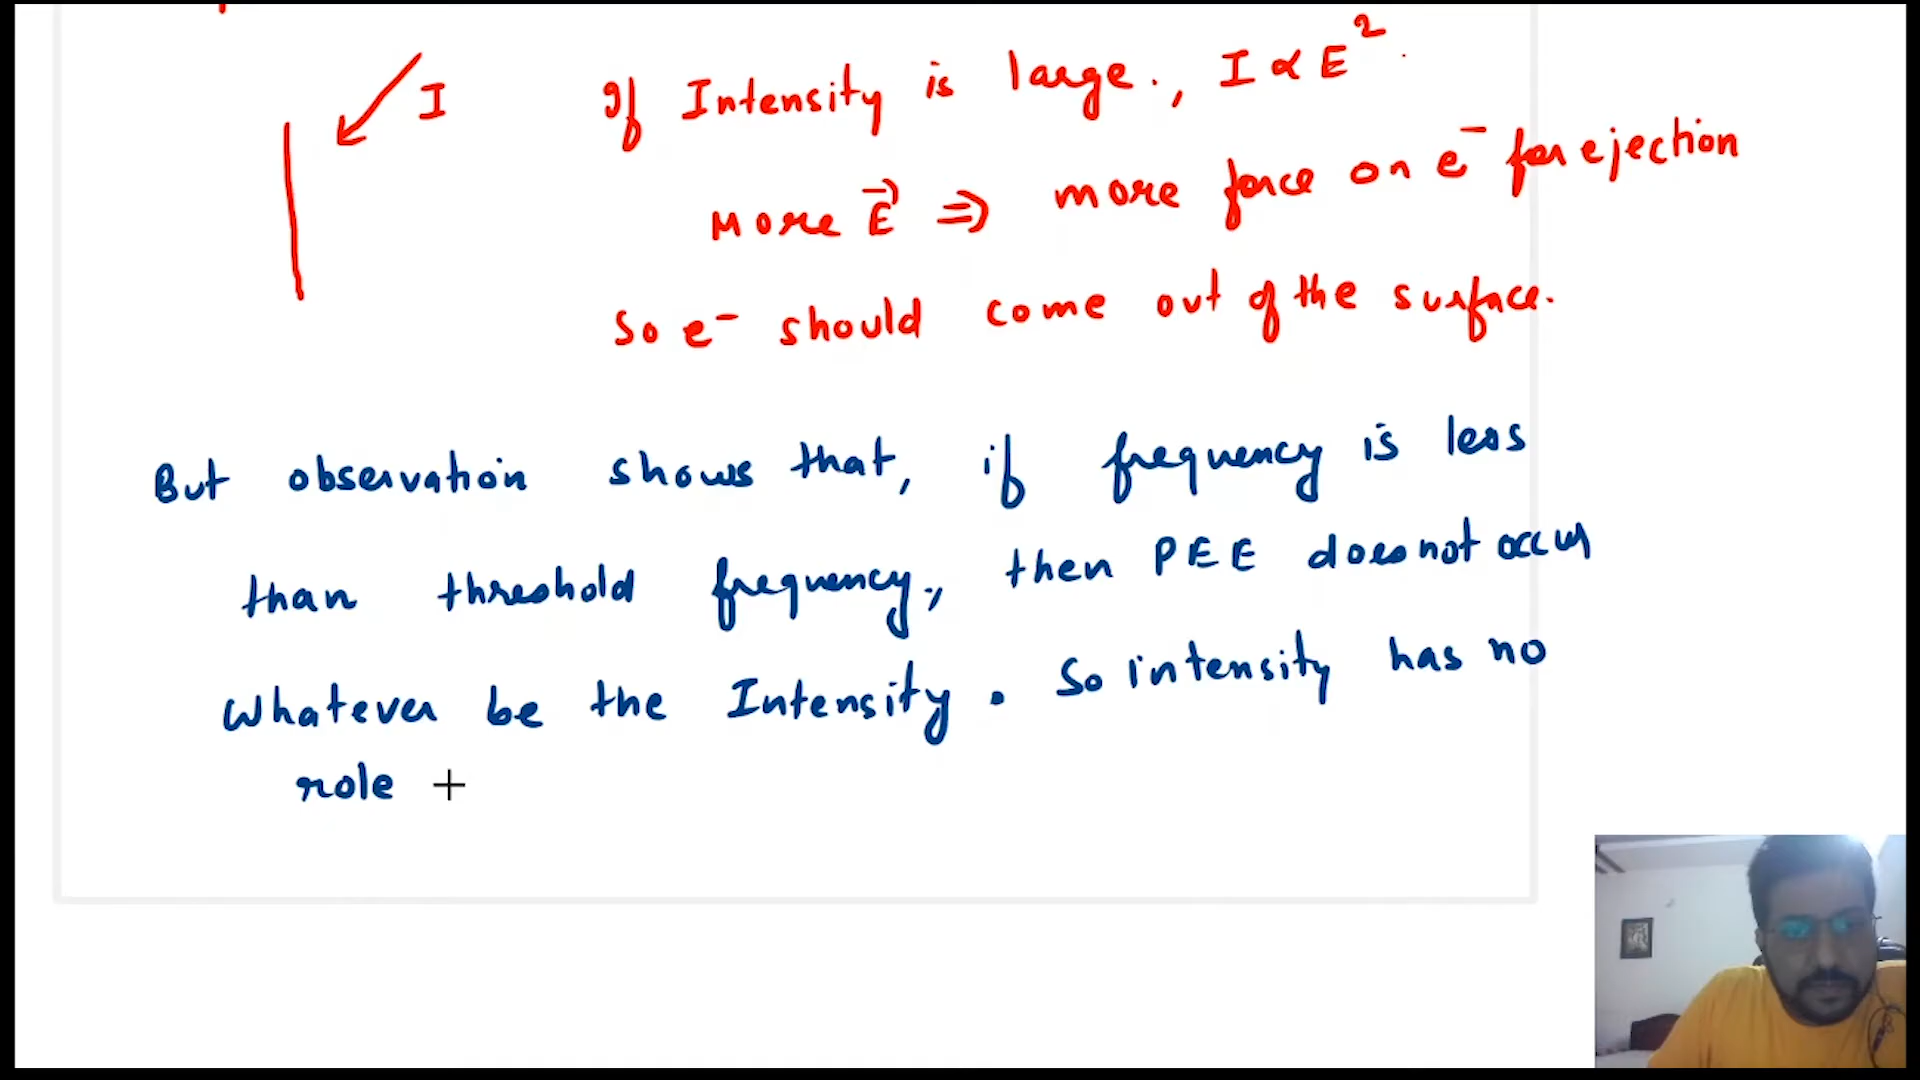 I
If Intensity is large., I ∝ E².
More E⃗ ⇒ more force on e⁻ for ejection
So e⁻ should come out of the surface.
But observation shows that, if frequency is less
than threshold frequency, then PEE does not occur
whatever be the Intensity. So intensity has no
role